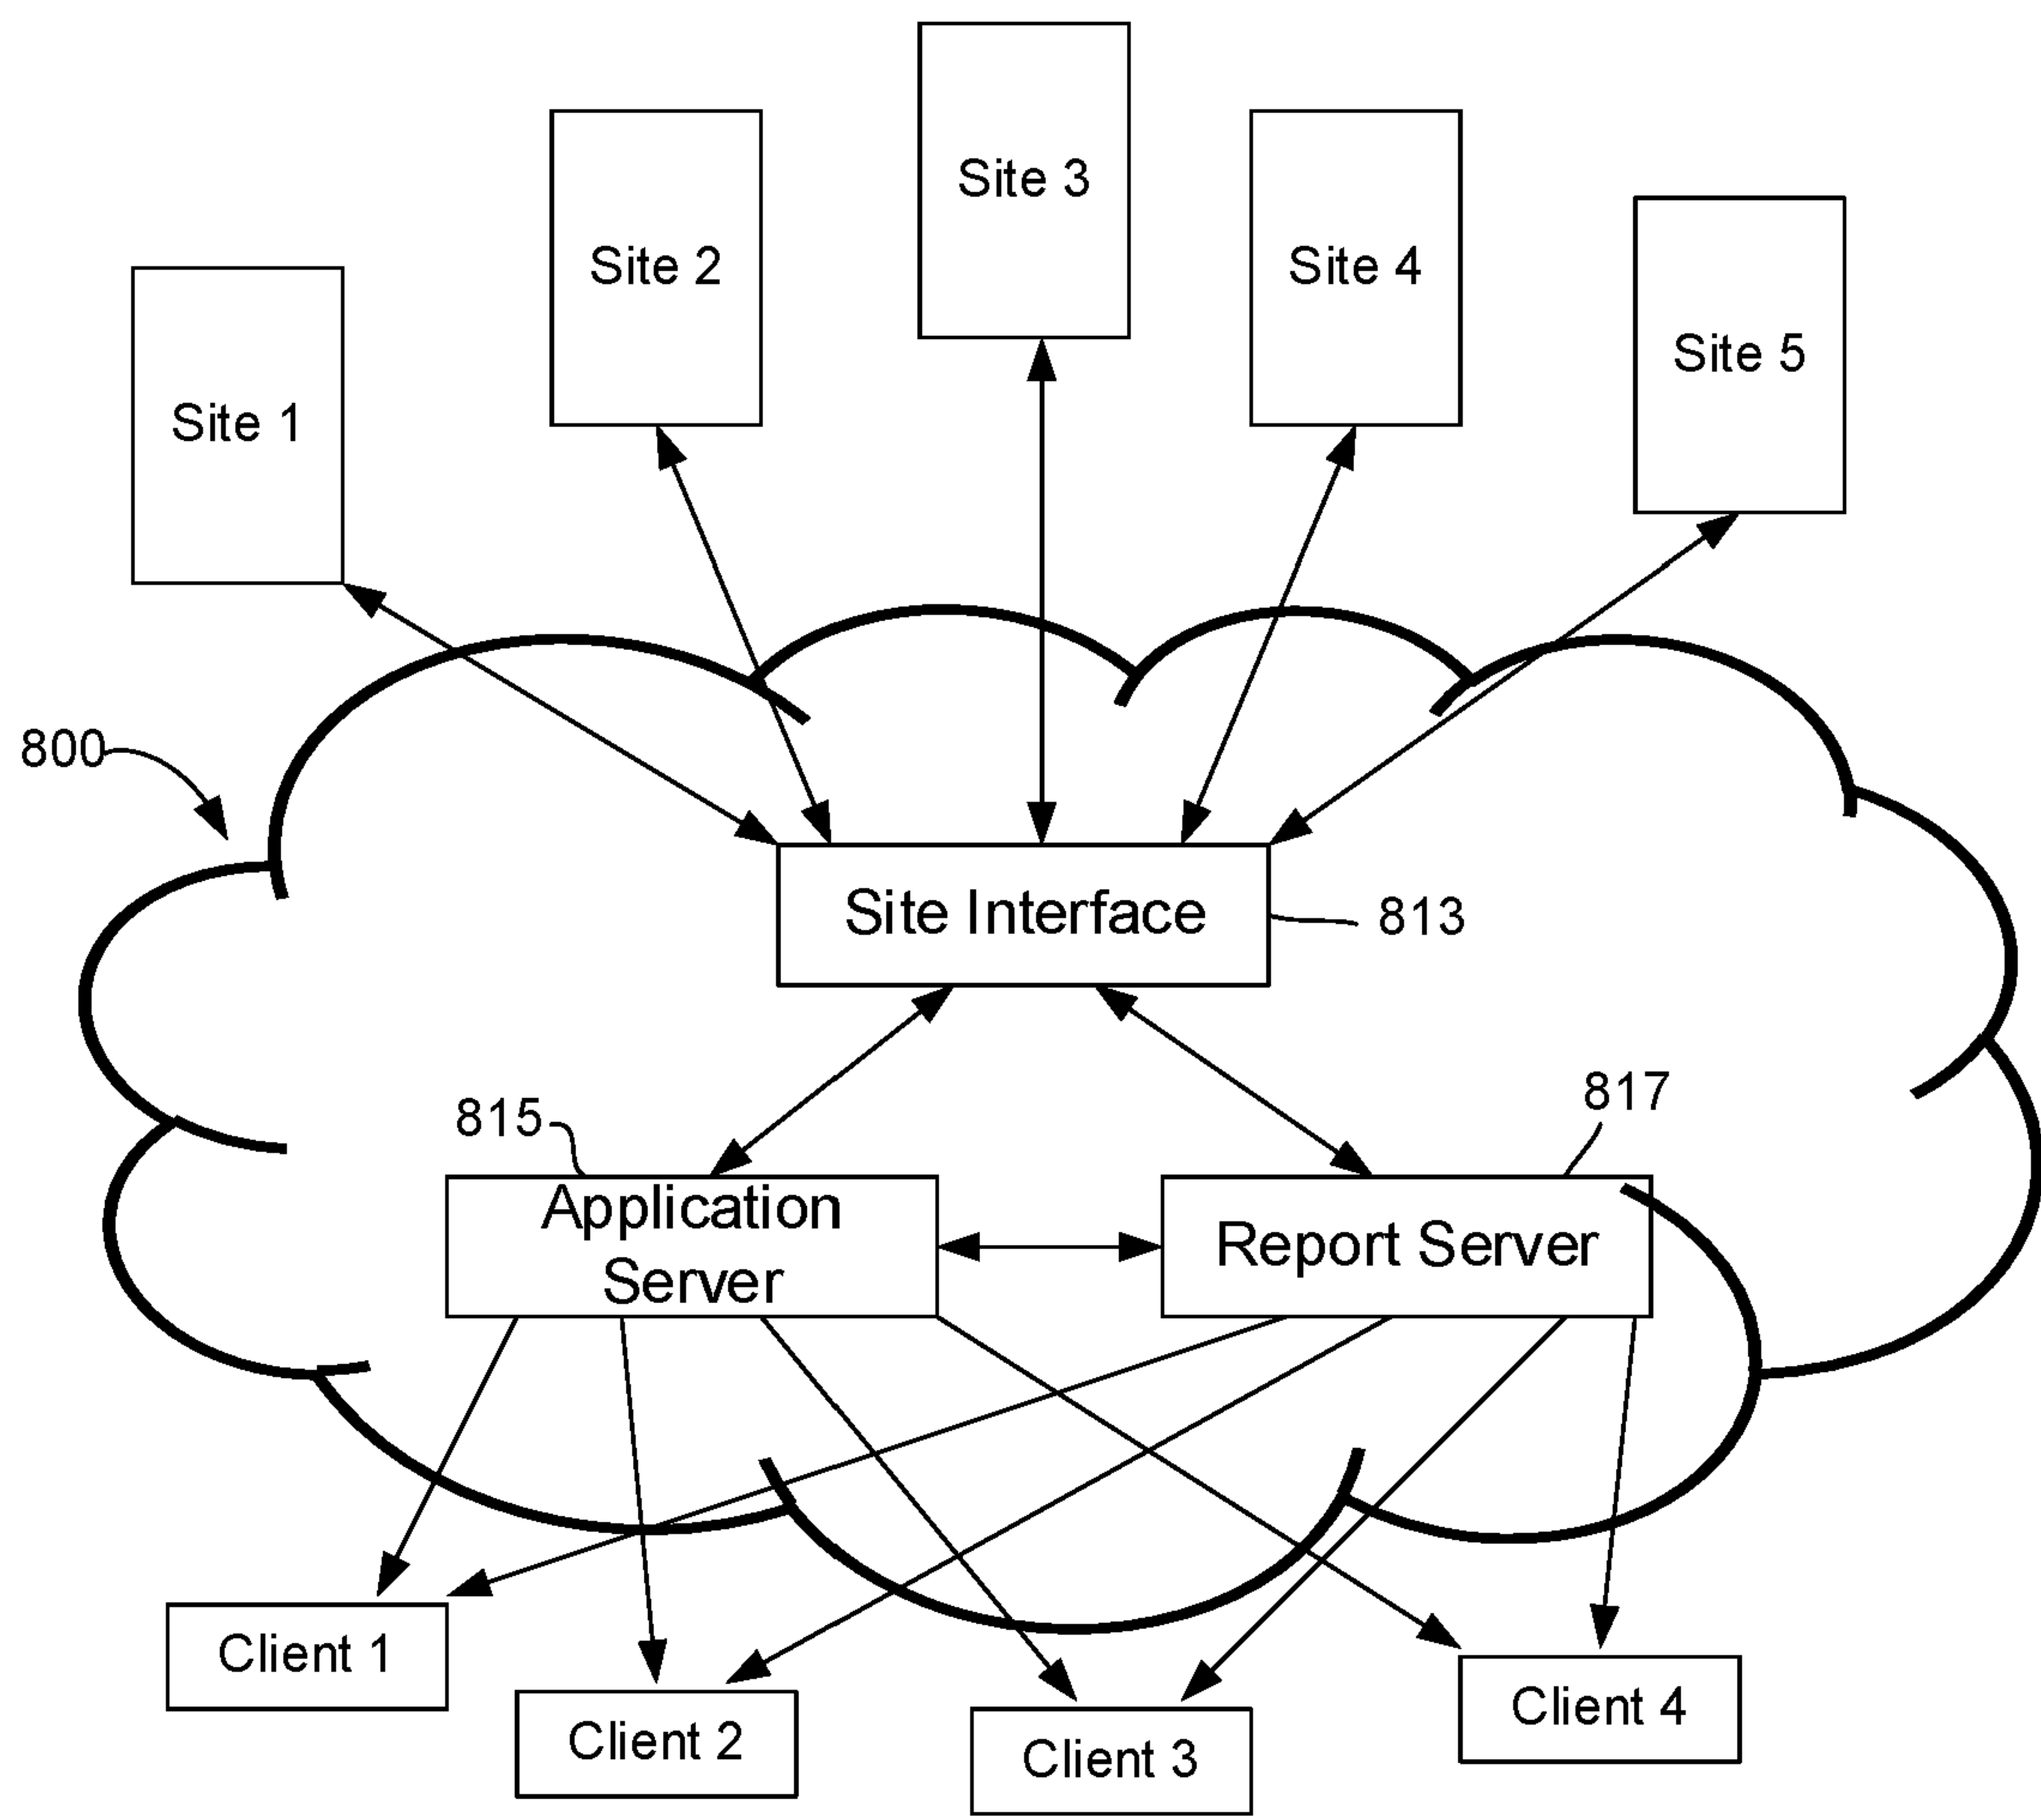 Site 3
Site 2
Site 4
Site 5
Site 1
800
Site Interface
813
815
817
Application
Server
Report Server
Client 1
Client 2
Client 3
Client 4